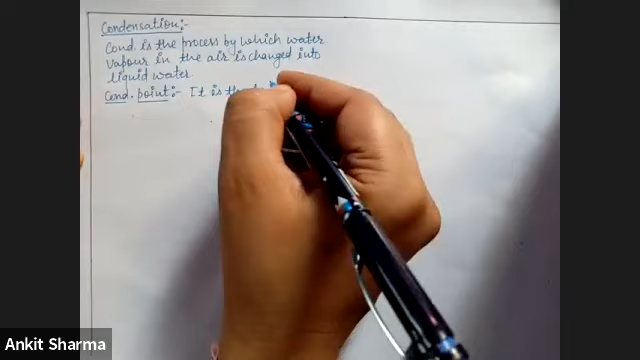 Condensation:-
Cond. is the process by which water
vapour in the air is changed into
liquid water.
Cond. point:- It is the
Ankit Sharma